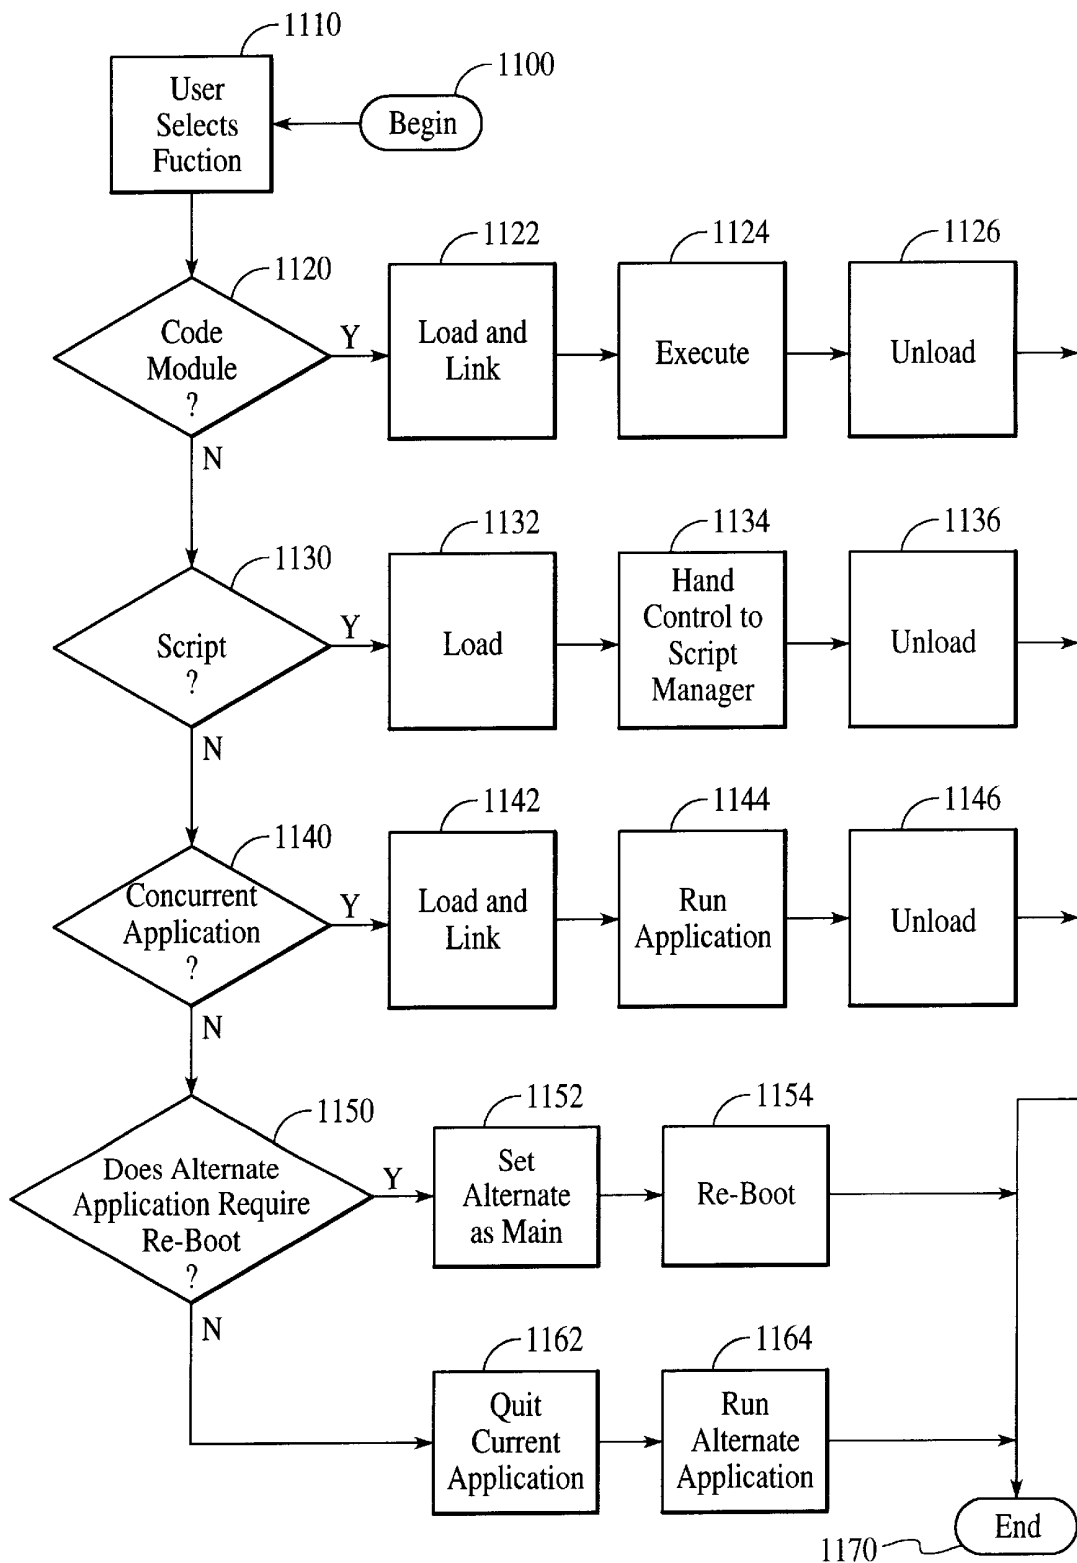 1110
1100
User
Selects
Fuction
Begin
1120
1122
1124
1126
Code
Module
?
Y
Load and
Link
Execute
Unload
N
1130
1132
1134
1136
Script
?
Y
Load
Hand
Control to
Script
Manager
Unload
N
1140
1142
1144
1146
Concurrent
Application
?
Y
Load and
Link
Run
Application
Unload
N
1150
1152
1154
Does Alternate
Application Require
Re-Boot
?
Y
Set
Alternate
as Main
Re-Boot
N
1162
1164
Quit
Current
Application
Run
Alternate
Application
End
1170